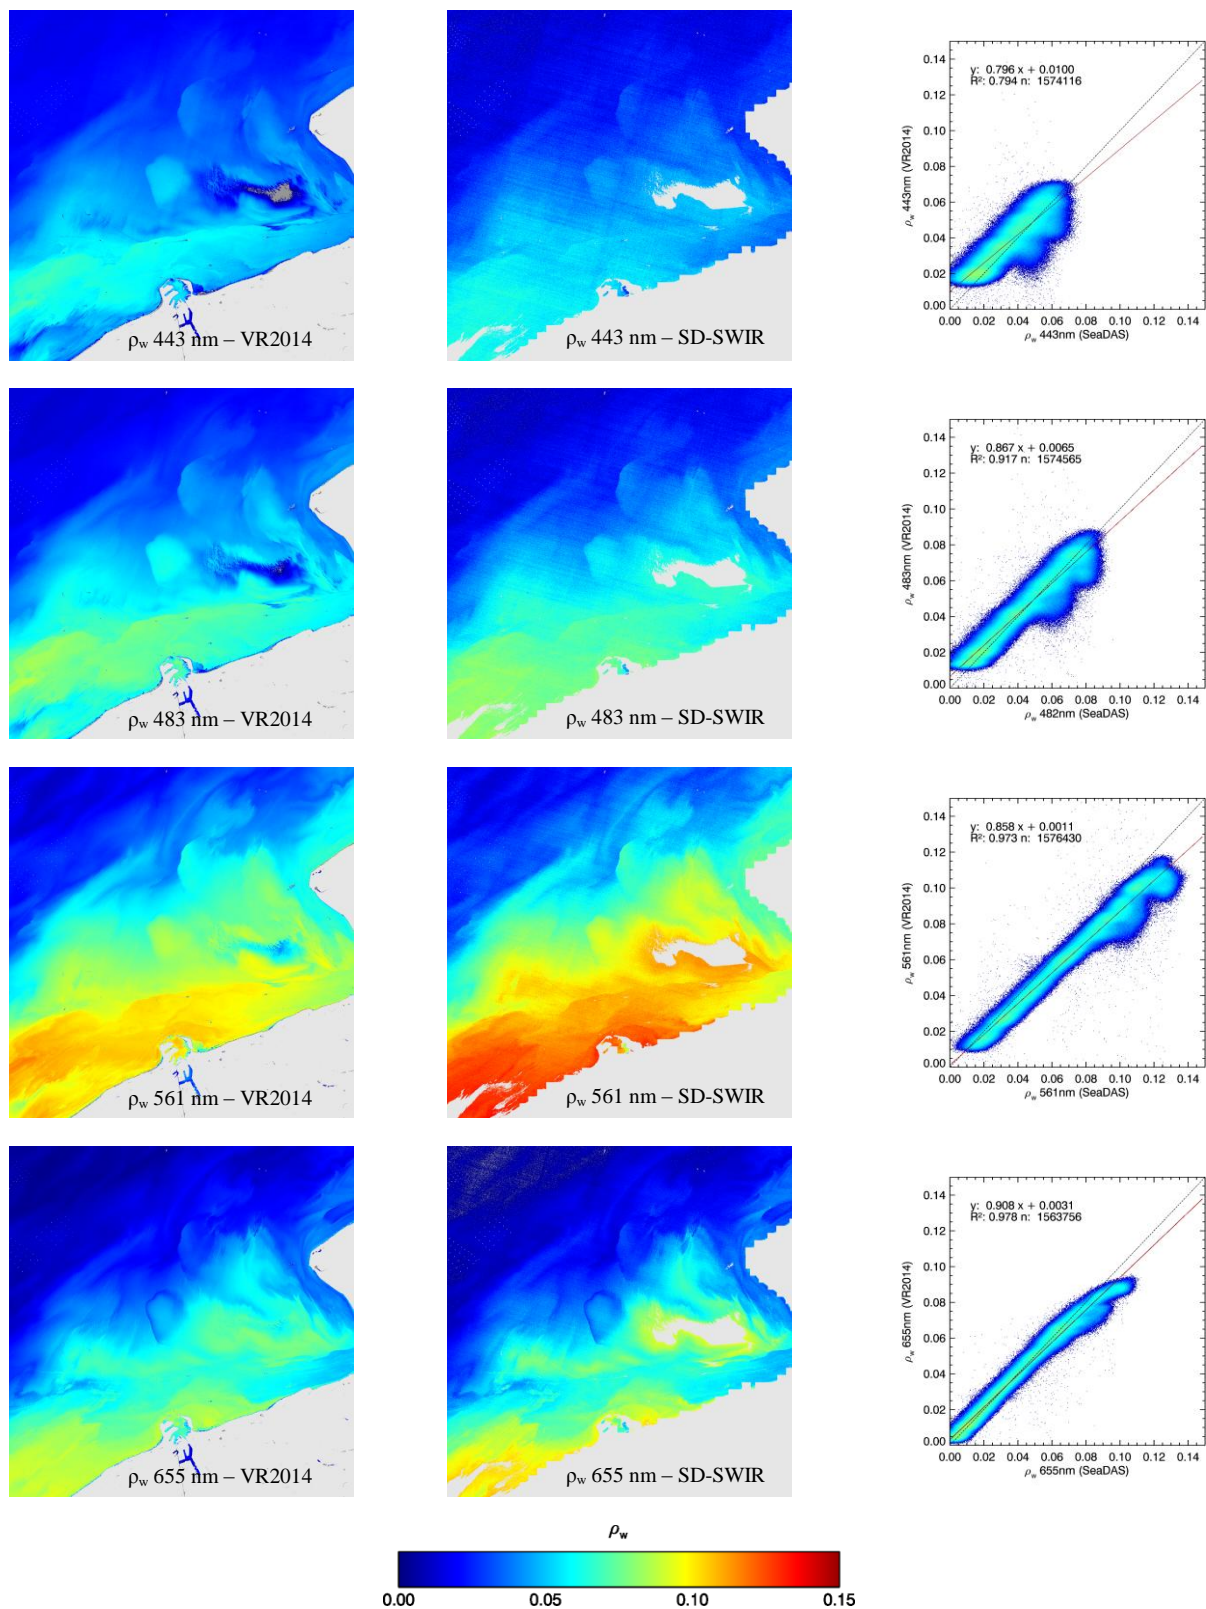 y: 0.796 x + 0.0100
R²: 0.794 n: 1574116
0.14
0.12
0.10
0.08
0.06
0.04
0.02
0.00
ρw 443nm (VR2014)
0.00 0.02 0.04 0.06 0.08 0.10 0.12 0.14
ρw 443nm (SeaDAS)
ρw 443 nm – VR2014
ρw 443 nm – SD-SWIR
y: 0.867 x + 0.0065
R²: 0.917 n: 1574565
0.14
0.12
0.10
0.08
0.06
0.04
0.02
0.00
ρw 483nm (VR2014)
0.00 0.02 0.04 0.06 0.08 0.10 0.12 0.14
ρw 482nm (SeaDAS)
ρw 483 nm – VR2014
ρw 483 nm – SD-SWIR
y: 0.858 x + 0.0011
R²: 0.973 n: 1576430
0.14
0.12
0.10
0.08
0.06
0.04
0.02
0.00
ρw 561nm (VR2014)
0.00 0.02 0.04 0.06 0.08 0.10 0.12 0.14
ρw 561nm (SeaDAS)
ρw 561 nm – VR2014
ρw 561 nm – SD-SWIR
y: 0.908 x + 0.0031
R²: 0.978 n: 1563756
0.14
0.12
0.10
0.08
0.06
0.04
0.02
0.00
ρw 655nm (VR2014)
0.00 0.02 0.04 0.06 0.08 0.10 0.12 0.14
ρw 655nm (SeaDAS)
ρw 655 nm – VR2014
ρw 655 nm – SD-SWIR
ρw
0.00 0.05 0.10 0.15